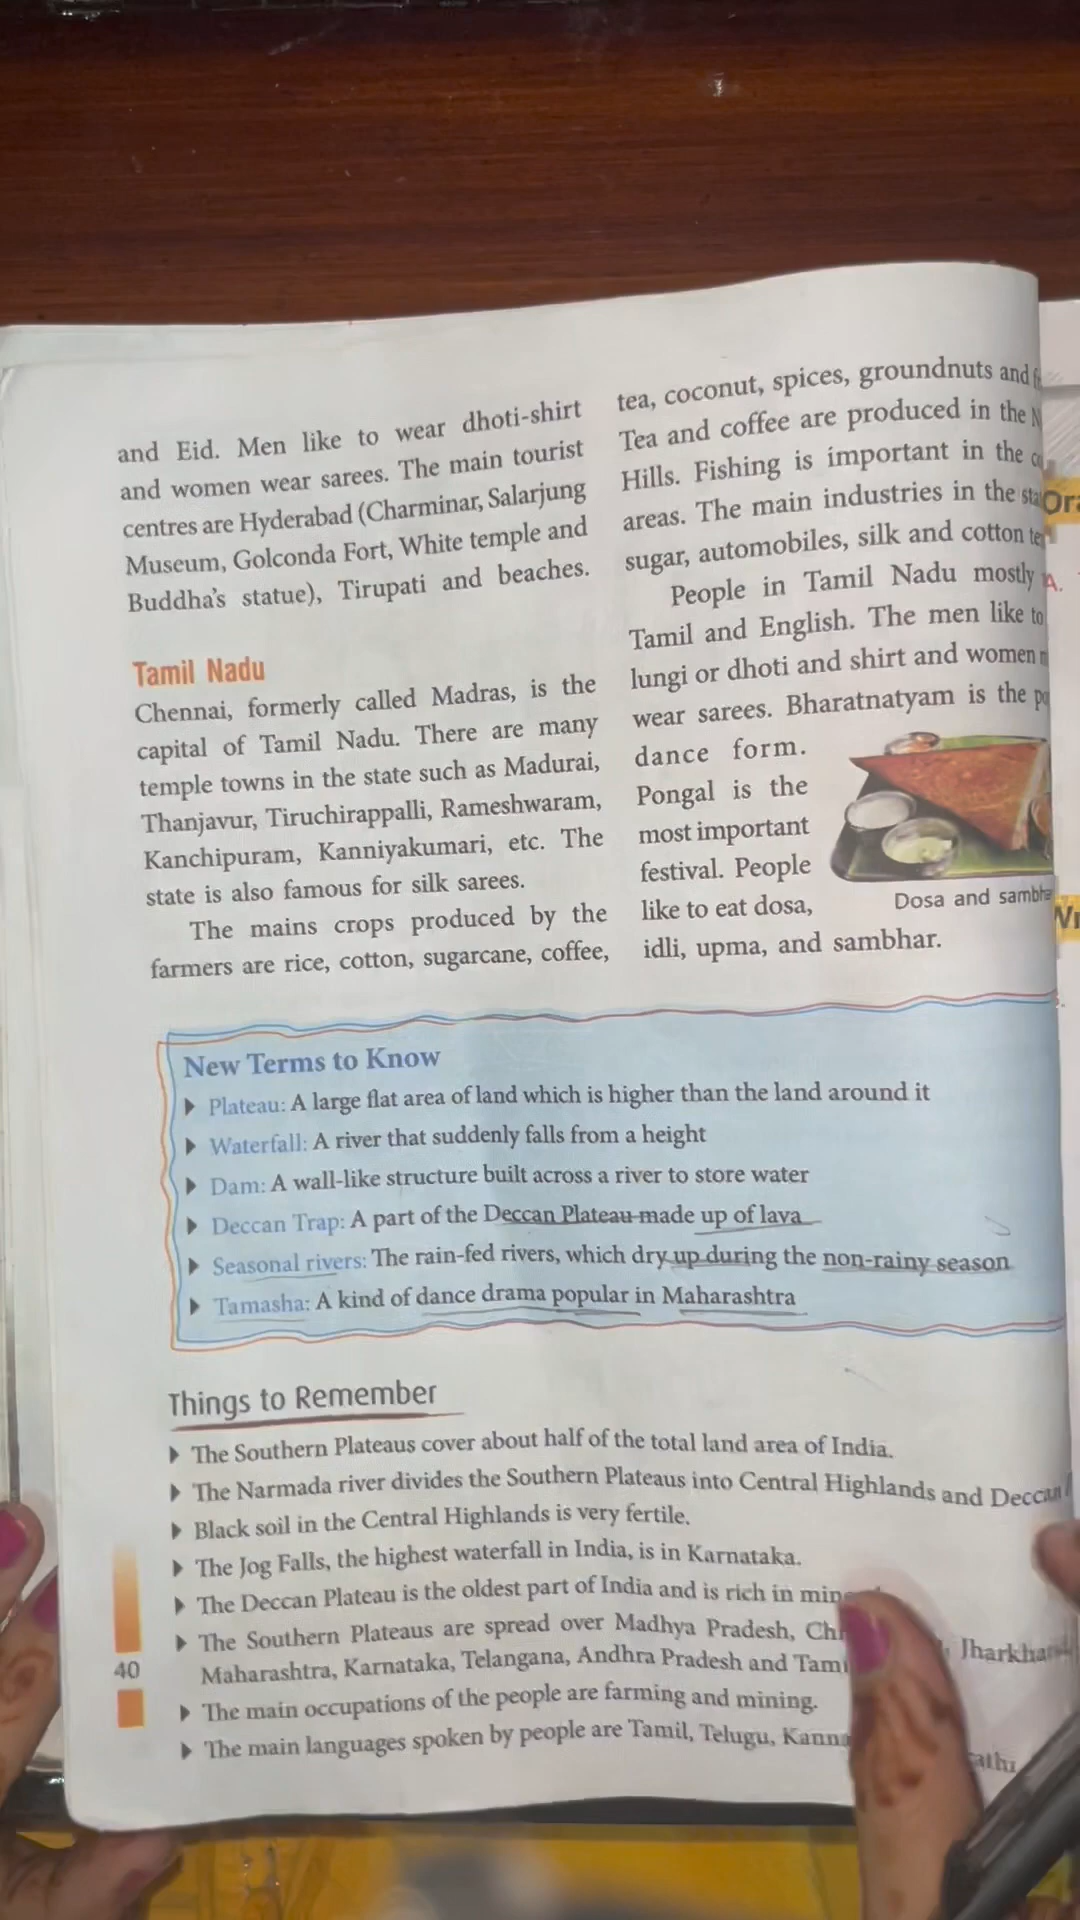 and Eid. Men like to wear dhoti-shirt
and women wear sarees. The main tourist
centres are Hyderabad (Charminar, Salarjung
Museum, Golconda Fort, White temple and
Buddha's statue), Tirupati and beaches.
Tamil Nadu
Chennai, formerly called Madras, is the
capital of Tamil Nadu. There are many
temple towns in the state such as Madurai,
Thanjavur, Tiruchirappalli, Rameshwaram,
Kanchipuram, Kanniyakumari, etc. The
state is also famous for silk sarees.
The mains crops produced by the
farmers are rice, cotton, sugarcane, coffee,
tea, coconut, spices, groundnuts and
Tea and coffee are produced in the
Hills. Fishing is important in the
areas. The main industries in the
sugar, automobiles, silk and cotton
People in Tamil Nadu mostly
Tamil and English. The men like to
lungi or dhoti and shirt and women
wear sarees. Bharatnatyam is the
dance form.
Pongal is the
most important
festival. People
like to eat dosa,
idli, upma, and sambhar.
Dosa and
New Terms to Know
Plateau: A large flat area of land which is higher than the land around it
Waterfall: A river that suddenly falls from a height
Dam: A wall-like structure built across a river to store water
Deccan Trap: A part of the Deccan Plateau made up of lava
Seasonal rivers: The rain-fed rivers, which dry up during the non-rainy season
Tamasha: A kind of dance drama popular in Maharashtra
Things to Remember
The Southern Plateaus cover about half of the total land area of India.
The Narmada river divides the Southern Plateaus into Central Highlands and Deccan
Black soil in the Central Highlands is very fertile.
The Jog Falls, the highest waterfall in India, is in Karnataka.
The Deccan Plateau is the oldest part of India and is rich in
The Southern Plateaus are spread over Madhya Pradesh,
Maharashtra, Karnataka, Telangana, Andhra Pradesh and
The main occupations of the people are farming and mining.
The main languages spoken by people are Tamil, Telugu,
40
A.